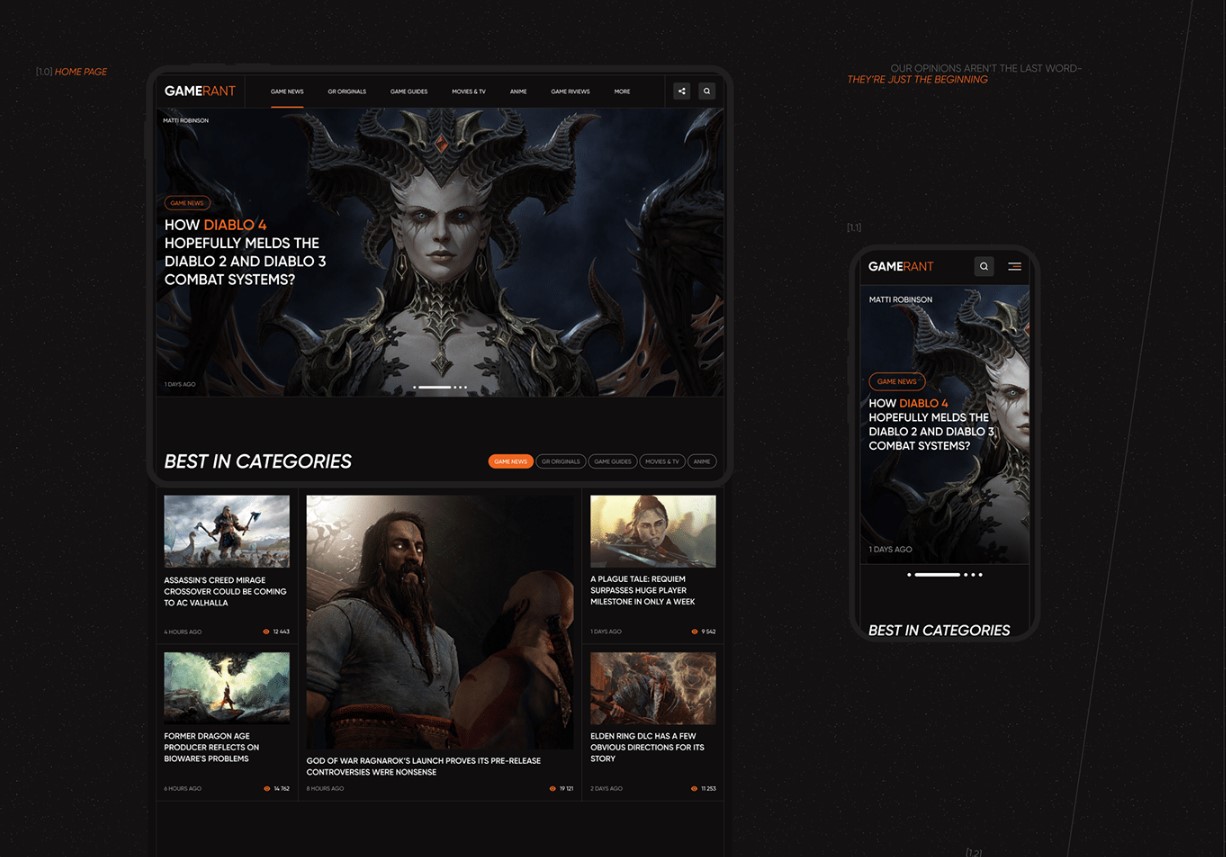 [1.0] HOME PAGE
OUR OPINIONS AREN'T THE LAST WORD–
THEY'RE JUST THE BEGINNING
GAMERANT
GAME NEWS
GR ORIGINALS
GAME GUIDES
MOVIES & TV
ANIME
GAME RIVIEWS
MORE
MATTI ROBINSON
GAME NEWS
HOW DIABLO 4
HOPEFULLY MELDS THE
DIABLO 2 AND DIABLO 3
COMBAT SYSTEMS?
1 DAYS AGO
BEST IN CATEGORIES
GAME NEWS
GR ORIGINALS
GAME GUIDES
MOVIES & TV
ANIME
ASSASSIN'S CREED MIRAGE
CROSSOVER COULD BE COMING
TO AC VALHALLA
4 HOURS AGO
12 443
FORMER DRAGON AGE
PRODUCER REFLECTS ON
BIOWARE'S PROBLEMS
6 HOURS AGO
14 762
GOD OF WAR RAGNAROK'S LAUNCH PROVES ITS PRE-RELEASE
CONTROVERSIES WERE NONSENSE
8 HOURS AGO
19 121
A PLAGUE TALE: REQUIEM
SURPASSES HUGE PLAYER
MILESTONE IN ONLY A WEEK
1 DAYS AGO
9 542
ELDEN RING DLC HAS A FEW
OBVIOUS DIRECTIONS FOR ITS
STORY
2 DAYS AGO
11 253
[1.1]
GAMERANT
MATTI ROBINSON
GAME NEWS
HOW DIABLO 4
HOPEFULLY MELDS THE
DIABLO 2 AND DIABLO 3
COMBAT SYSTEMS?
1 DAYS AGO
BEST IN CATEGORIES
[1.2]